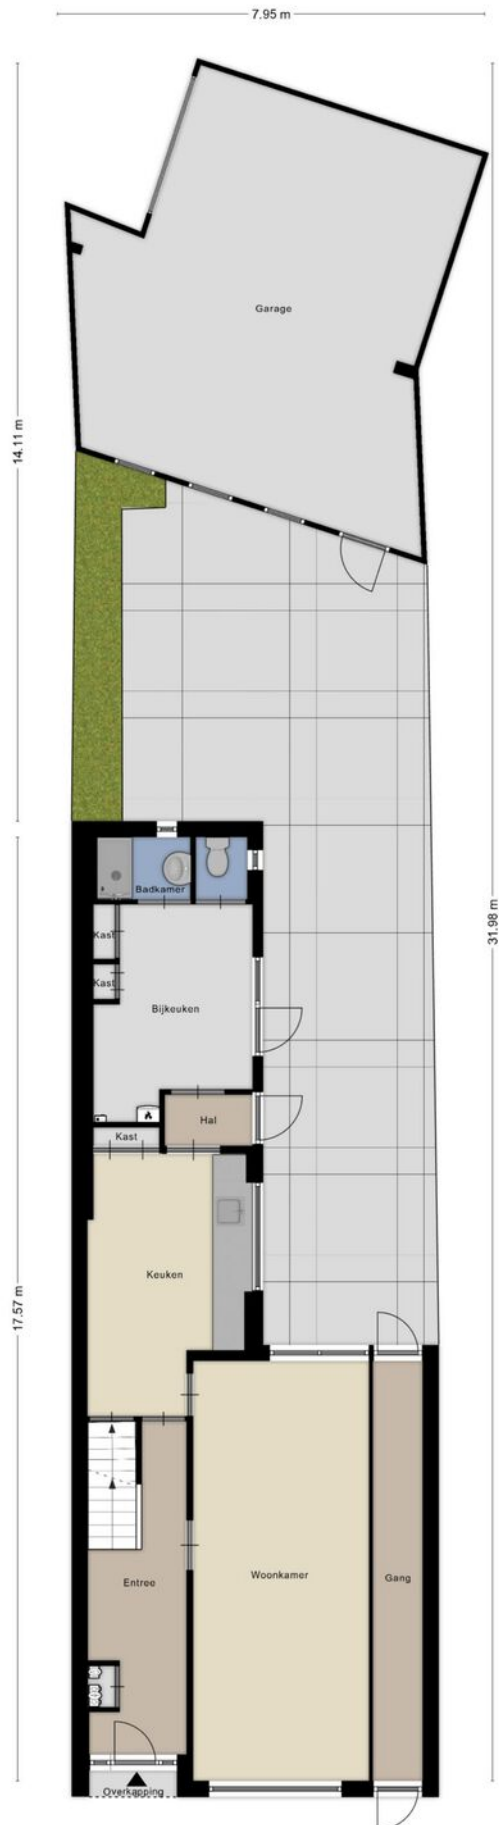 7.95 m
Garage
14.11 m
Badkamer
Kast
31.98 m
Kast
Bijkeuken
Hal
Kast
Keuken
17.57 m
Woonkamer
Gang
Entree
Overkapping